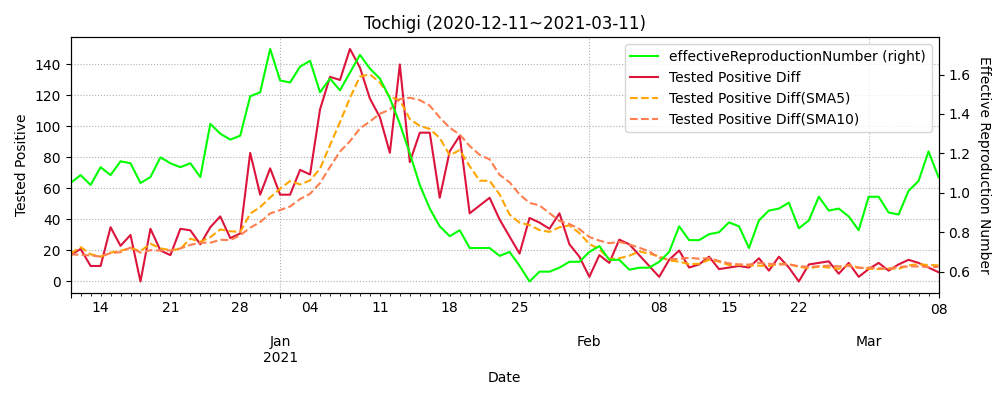 Tochigi (2020-12-11~2021-03-11)
effectiveReproductionNumber (right)
Tested Positive Diff
Tested Positive Diff(SMA5)
Tested Positive Diff(SMA10)
Tested Positive
140
120
100
80
60
40
20
0
Effective Reproduction Number
1.6
1.4
1.2
1.0
0.8
0.6
14 21 28 04 11 18 25 08 15 22 08
Jan Feb Mar
2021
Date